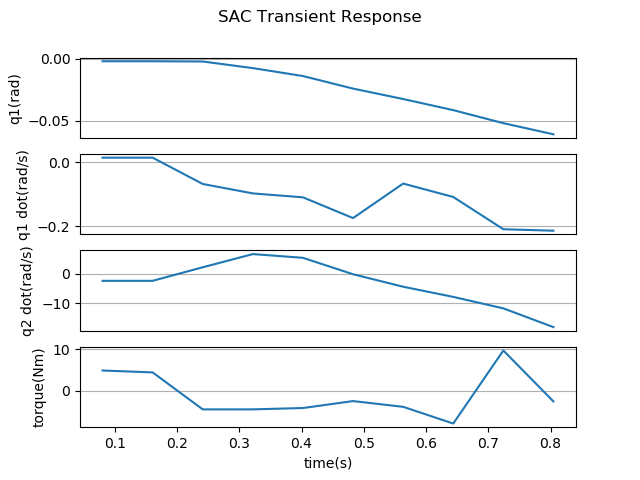 SAC Transient Response
0.00
−0.05
q1(rad)
0.0
−0.2
q1 dot(rad/s)
0
−10
q2 dot(rad/s)
10
0
torque(Nm)
0.1 0.2 0.3 0.4 0.5 0.6 0.7 0.8
time(s)